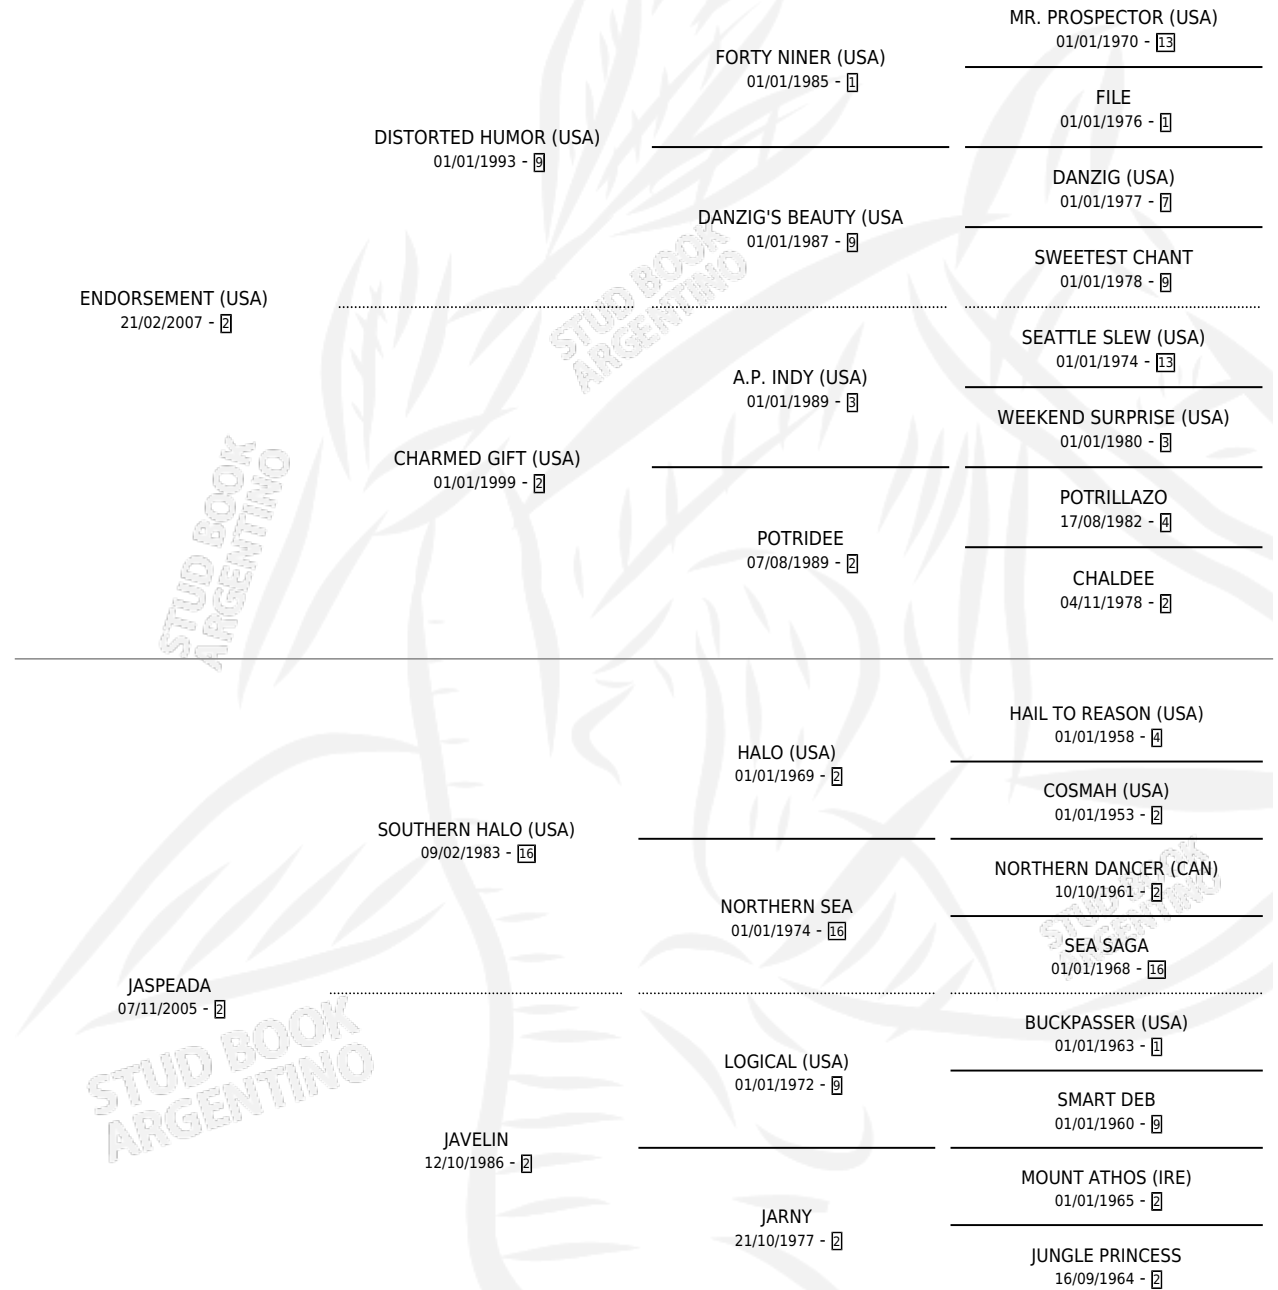 MR. PROSPECTOR (USA)
01/01/1970 - 13
FORTY NINER (USA)
01/01/1985 - 1
FILE
01/01/1976 - 1
DISTORTED HUMOR (USA)
01/01/1993 - 9
DANZIG (USA)
01/01/1977 - 7
DANZIG'S BEAUTY (USA
01/01/1987 - 9
SWEETEST CHANT
01/01/1978 - 9
ENDORSEMENT (USA)
21/02/2007 - 2
STUD BOOK
ARGENTINO
SEATTLE SLEW (USA)
01/01/1974 - 13
A.P. INDY (USA)
01/01/1989 - 3
WEEKEND SURPRISE (USA)
01/01/1980 - 3
CHARMED GIFT (USA)
01/01/1999 - 2
POTRILLAZO
17/08/1982 - 4
POTRIDEE
07/08/1989 - 2
CHALDEE
04/11/1978 - 2
STUD BOOK
ARGENTINO
HAIL TO REASON (USA)
01/01/1958 - 4
HALO (USA)
01/01/1969 - 2
COSMAH (USA)
01/01/1953 - 2
SOUTHERN HALO (USA)
09/02/1983 - 16
NORTHERN DANCER (CAN)
10/10/1961 - 2
NORTHERN SEA
01/01/1974 - 16
SEA SAGA
01/01/1968 - 16
STUD BOOK
ARGENTINO
JASPEADA
07/11/2005 - 2
STUD BOOK
ARGENTINO
BUCKPASSER (USA)
01/01/1963 - 1
LOGICAL (USA)
01/01/1972 - 9
SMART DEB
01/01/1960 - 9
JAVELIN
12/10/1986 - 2
MOUNT ATHOS (IRE)
01/01/1965 - 2
JARNY
21/10/1977 - 2
JUNGLE PRINCESS
16/09/1964 - 2